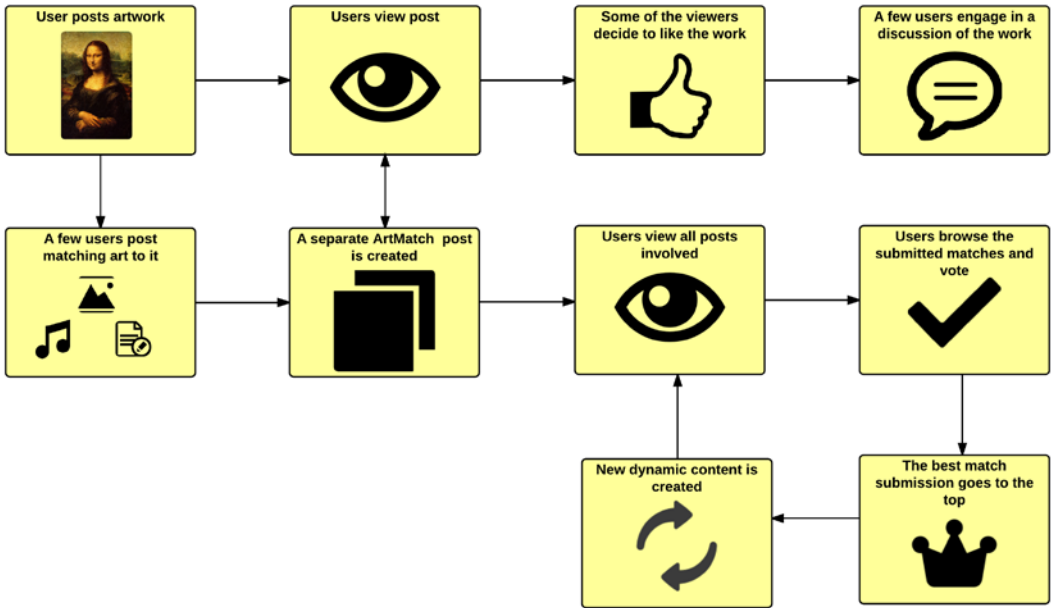 User posts artwork
Users view post
Some of the viewers
decide to like the work
A few users engage in a
discussion of the work
A few users post
matching art to it
A separate ArtMatch  post
is created
Users view all posts
involved
Users browse the
submitted matches and
vote
New dynamic content is
created
The best match
submission goes to the
top